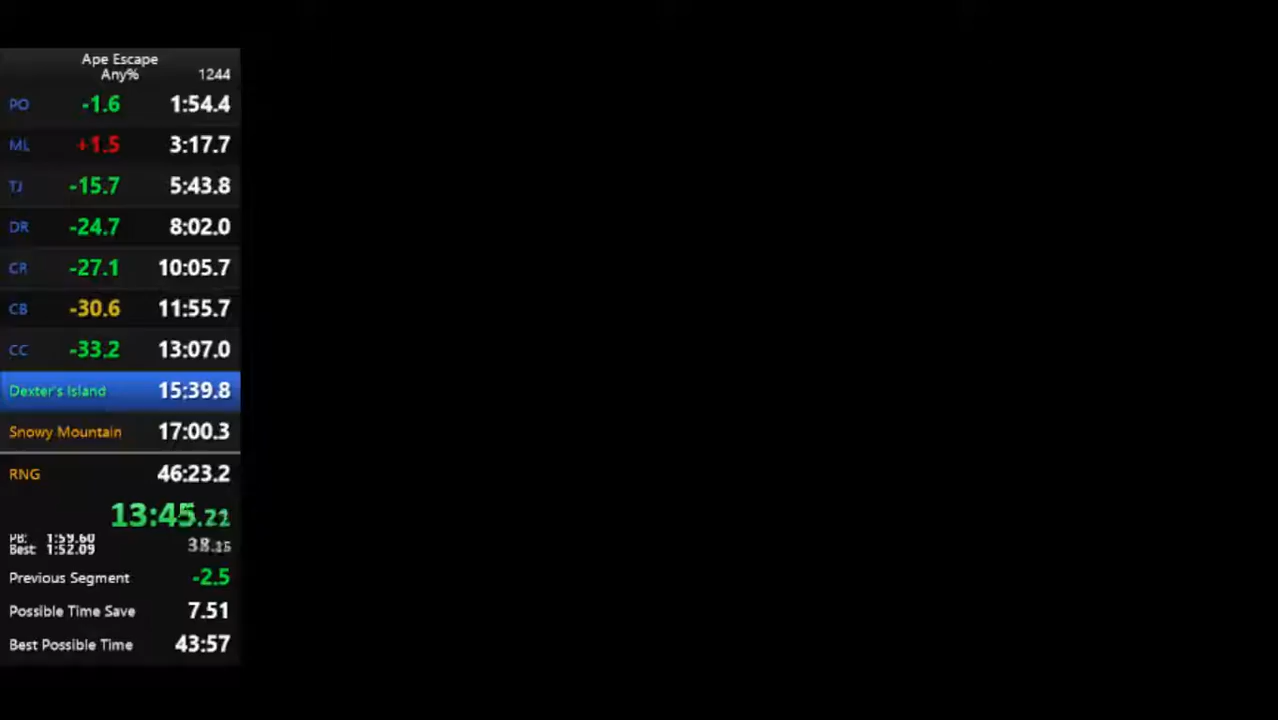 Ape Escape
Any% 1244
PO -1.6 1:54.4
ML +1.5 3:17.7
TJ -15.7 5:43.8
DR -24.7 8:02.0
CR -27.1 10:05.7
CB -30.6 11:55.7
CC -33.2 13:07.0
Dexter's Island 15:39.8
Snowy Mountain 17:00.3
RNG 46:23.2
13:45.22
PB: 1:59.60
Best: 1:52.09 38.15
Previous Segment -2.5
Possible Time Save 7.51
Best Possible Time 43:57